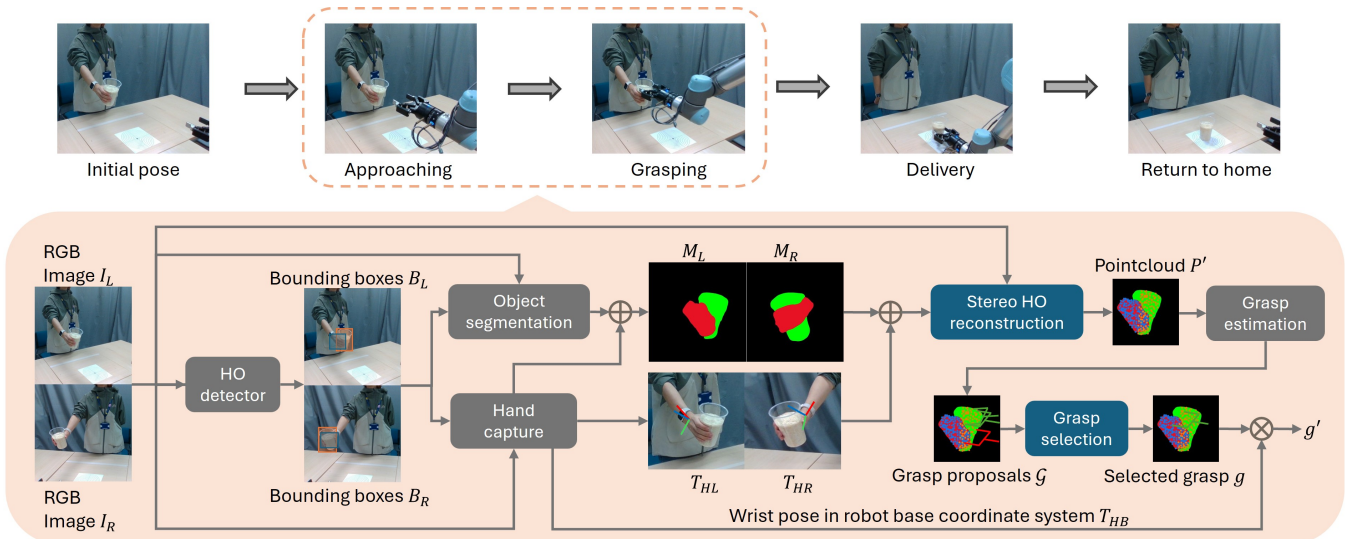 Initial pose
Approaching
Grasping
Delivery
Return to home
RGB
Image I_L
Bounding boxes B_L
Object
segmentation
M_L
M_R
Stereo HO
reconstruction
Pointcloud P′
Grasp
estimation
HO
detector
Hand
capture
Grasp
selection
g′
Grasp proposals 𝒢
Selected grasp g
RGB
Image I_R
Bounding boxes B_R
T_HL
T_HR
Wrist pose in robot base coordinate system T_HB